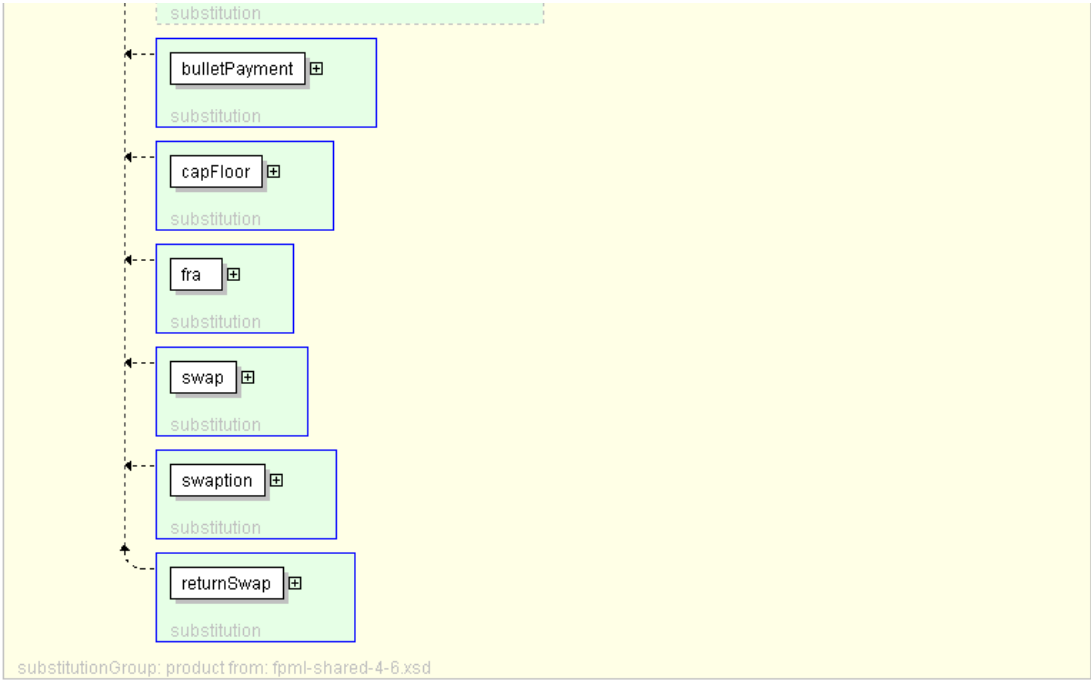 substitution
bulletPayment
substitution
capFloor
substitution
fra
substitution
swap
substitution
swaption
substitution
returnSwap
substitution
substitutionGroup: product from: fpml-shared-4-6.xsd